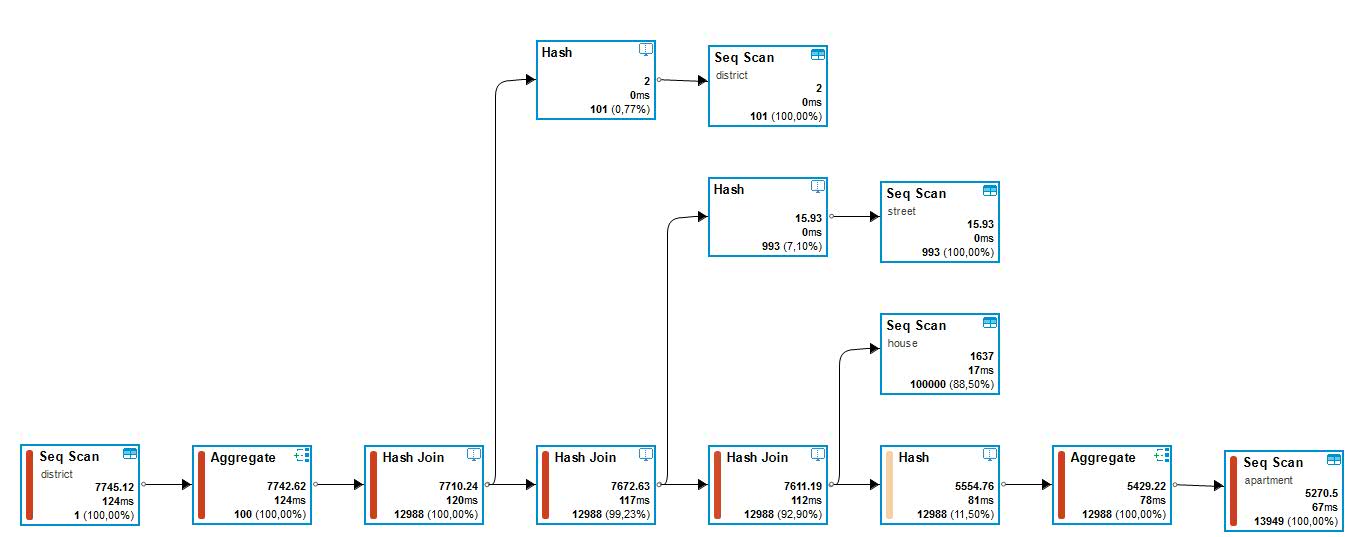 Hash
2
0ms
101 (0,77%)
Seq Scan
district
2
0ms
101 (100,00%)
Hash
15.93
0ms
993 (7,10%)
Seq Scan
street
15.93
0ms
993 (100,00%)
Seq Scan
house
1637
17ms
100000 (88,50%)
Seq Scan
district
7745.12
124ms
1 (100,00%)
Aggregate
7742.62
124ms
100 (100,00%)
Hash Join
7710.24
120ms
12988 (100,00%)
Hash Join
7672.63
117ms
12988 (99,23%)
Hash Join
7611.19
112ms
12988 (92,90%)
Hash
5554.76
81ms
12988 (11,50%)
Aggregate
5429.22
78ms
12988 (100,00%)
Seq Scan
apartment
5270.5
67ms
13949 (100,00%)